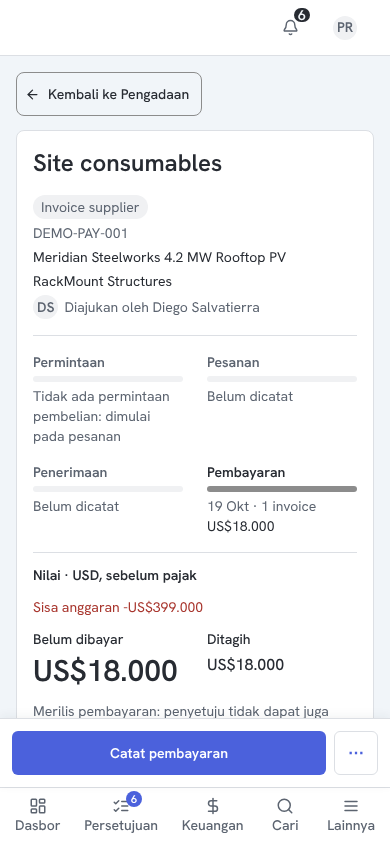 6
PR
← Kembali ke Pengadaan
Site consumables
Invoice supplier
DEMO-PAY-001
Meridian Steelworks 4.2 MW Rooftop PV
RackMount Structures
DS Diajukan oleh Diego Salvatierra
Permintaan
Tidak ada permintaan
pembelian: dimulai
pada pesanan
Pesanan
Belum dicatat
Penerimaan
Belum dicatat
Pembayaran
19 Okt · 1 invoice
US$18.000
Nilai · USD, sebelum pajak
Sisa anggaran -US$399.000
Belum dibayar
US$18.000
Ditagih
US$18.000
Merilis pembayaran: penyetuju tidak dapat juga
Catat pembayaran
...
Dasbor
6
Persetujuan
Keuangan
Cari
Lainnya